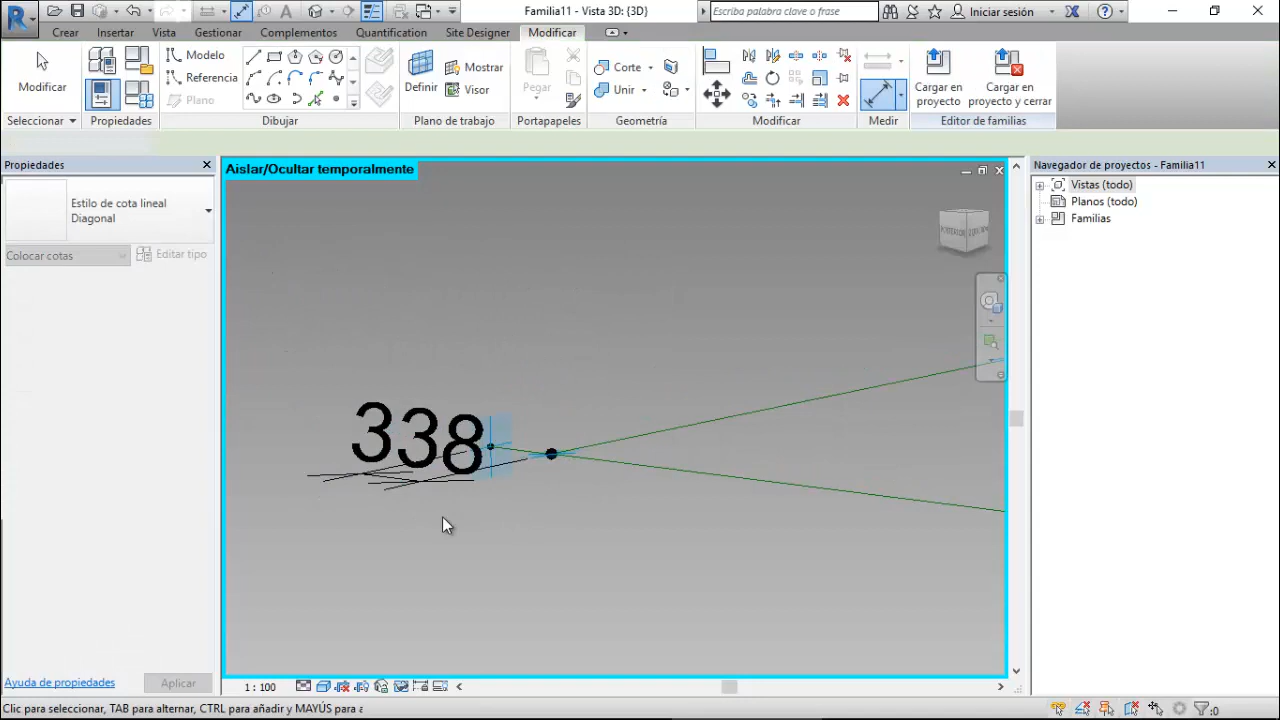 Familia11 - Vista 3D: {3D}
Escriba palabra clave o frase
Iniciar sesión
Crear
Insertar
Vista
Gestionar
Complementos
Quantification
Site Designer
Modificar
Modificar
Modelo
Referencia
Plano
Definir
Mostrar
Visor
Pegar
Corte
Unir
Cargar en
proyecto
Cargar en
proyecto y cerrar
Seleccionar
Propiedades
Dibujar
Plano de trabajo
Portapapeles
Geometría
Modificar
Medir
Editor de familias
Propiedades
Estilo de cota lineal
Diagonal
Colocar cotas
Editar tipo
Aislar/Ocultar temporalmente
338
Navegador de proyectos - Familia11
Vistas (todo)
Planos (todo)
Familias
Ayuda de propiedades
Aplicar
1 : 100
Clic para seleccionar, TAB para alternar, CTRL para añadir y MAYÚS para a
:0